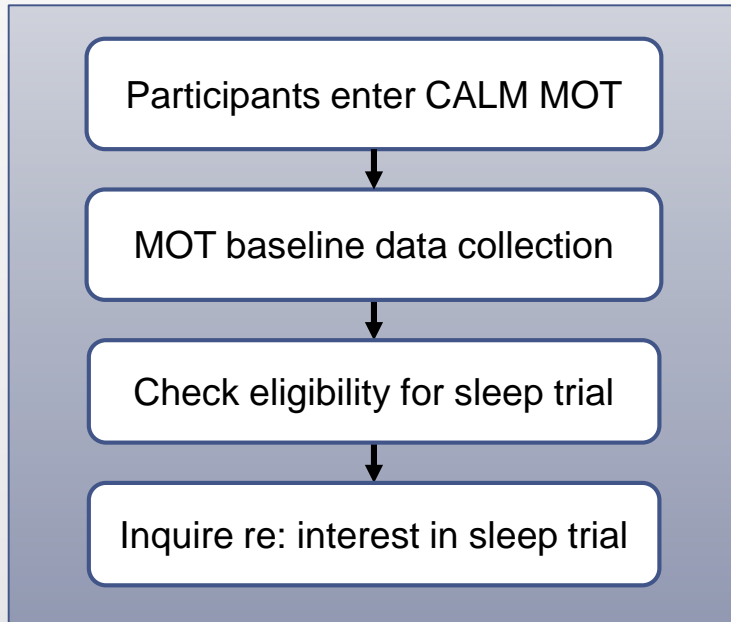 Participants enter CALM MOT
MOT baseline data collection
Check eligibility for sleep trial
Inquire re: interest in sleep trial